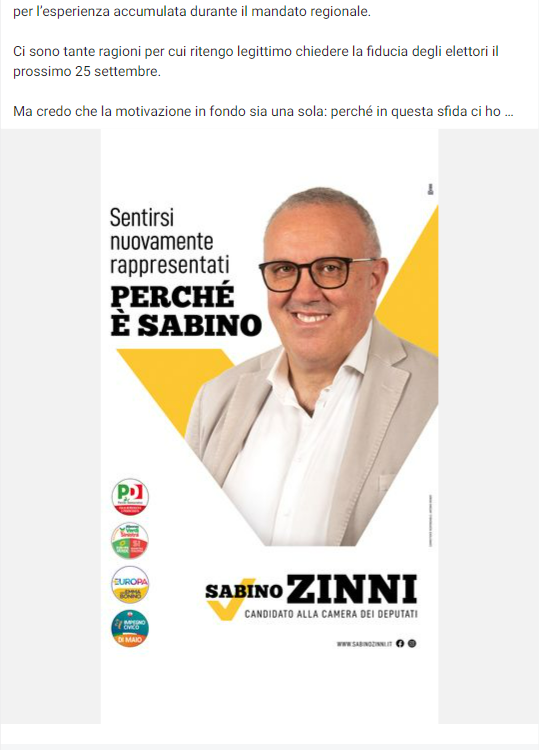 per l'esperienza accumulata durante il mandato regionale.
Ci sono tante ragioni per cui ritengo legittimo chiedere la fiducia degli elettori il
prossimo 25 settembre.
Ma credo che la motivazione in fondo sia una sola: perché in questa sfida ci ho ...
Sentirsi
nuovamente
rappresentati
PERCHÉ
È SABINO
PD
EUROPA
EMMA
BONINO
IMPEGNO
CIVICO
DI MAIO
SABINO ZINNI
CANDIDATO ALLA CAMERA DEI DEPUTATI
WWW.SABINOZINNI.IT